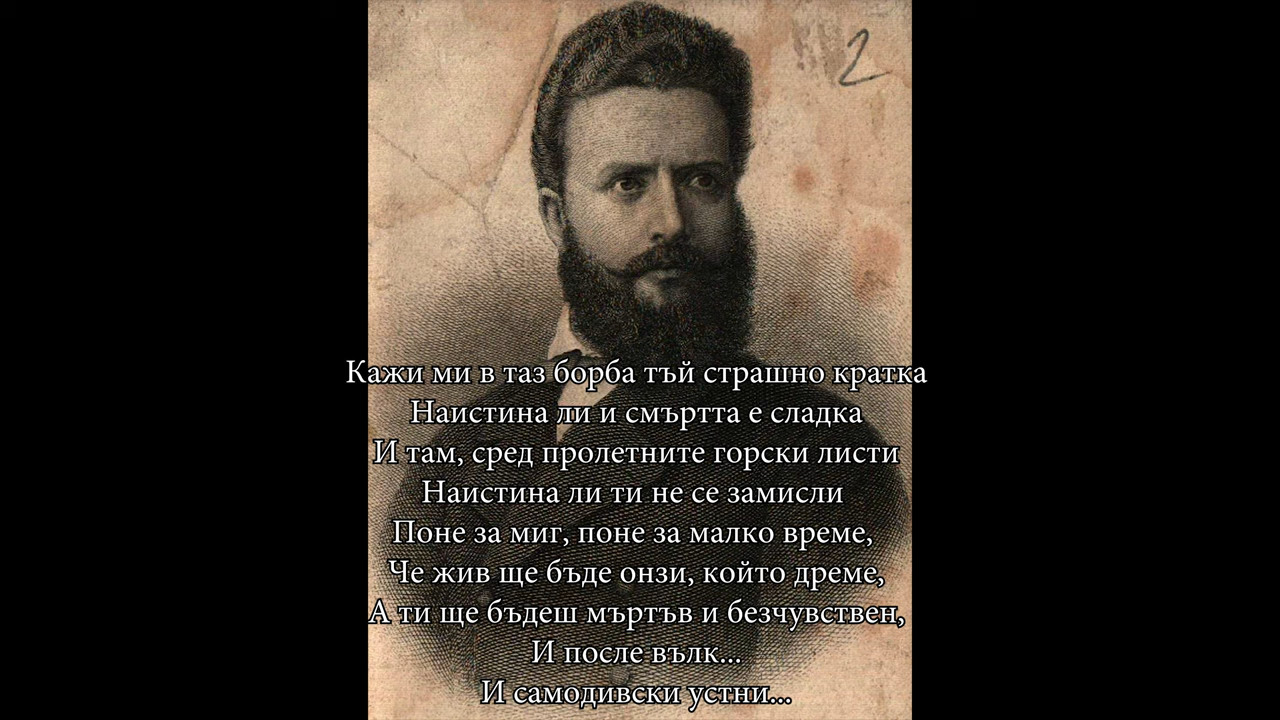 2
Кажи ми в таз борба тъй страшно кратка
Наистина ли и смъртта е сладка
И там, сред пролетните горски листи
Наистина ли ти не се замисли
Поне за миг, поне за малко време,
Че жив ще бъде онзи, който дреме,
А ти ще бъдеш мъртъв и безчувствен,
И после вълк...
И самодивски устни...